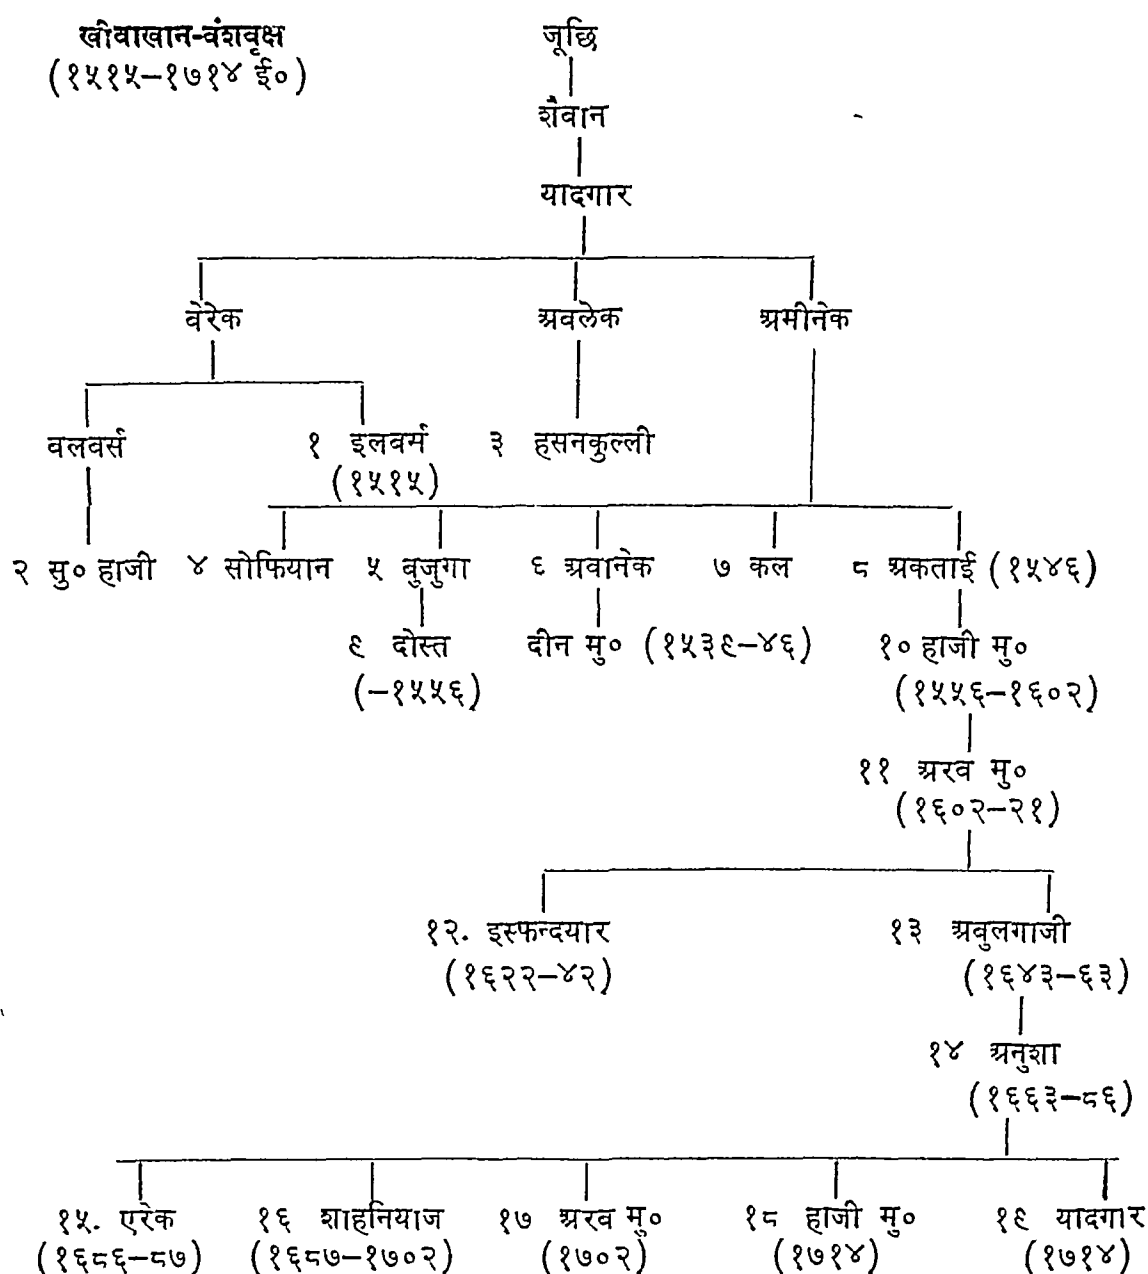 खीवाखान-वंशवृक्ष
(१५१५–१७१४ ई०)
जूछि
शैवान
यादगार
वेरेक अवलेक अमीनेक
वलवर्स १ इलवर्म ३ हसनकुल्ली
(१५१५)
२ सु० हाजी ४ सोफियान ५ वुजुगा ६ अवानेक ७ कल ८ अकताई (१५४६)
९ दोस्त दीन मु० (१५३९–४६) १० हाजी मु०
(–१५५६) (१५५६–१६०२)
११ अरव मु०
(१६०२–२१)
१२. इस्फन्दयार १३ अवुलगाजी
(१६२२–४२) (१६४३–६३)
१४ अनुशा
(१६६३–८६)
१५. एरेक १६ शाहनियाज १७ अरव मु० १८ हाजी मु० १९ यादगार
(१६८६–८७) (१६८७–१७०२) (१७०२) (१७१४) (१७१४)